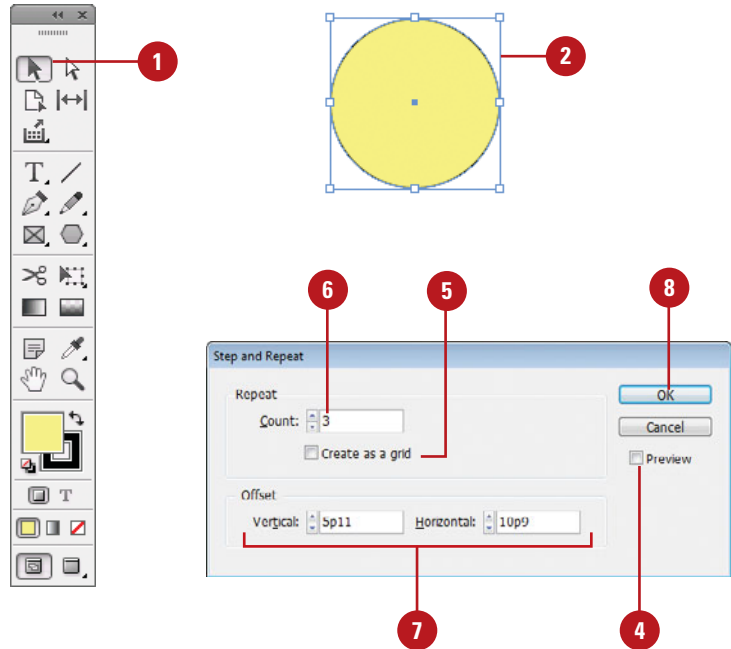 1
2
T
6
5
8
Step and Repeat
Repeat
OK
Count: 3
Cancel
Create as a grid
Preview
T
Offset
Vertical: 5p11 Horizontal: 10p9
7
4